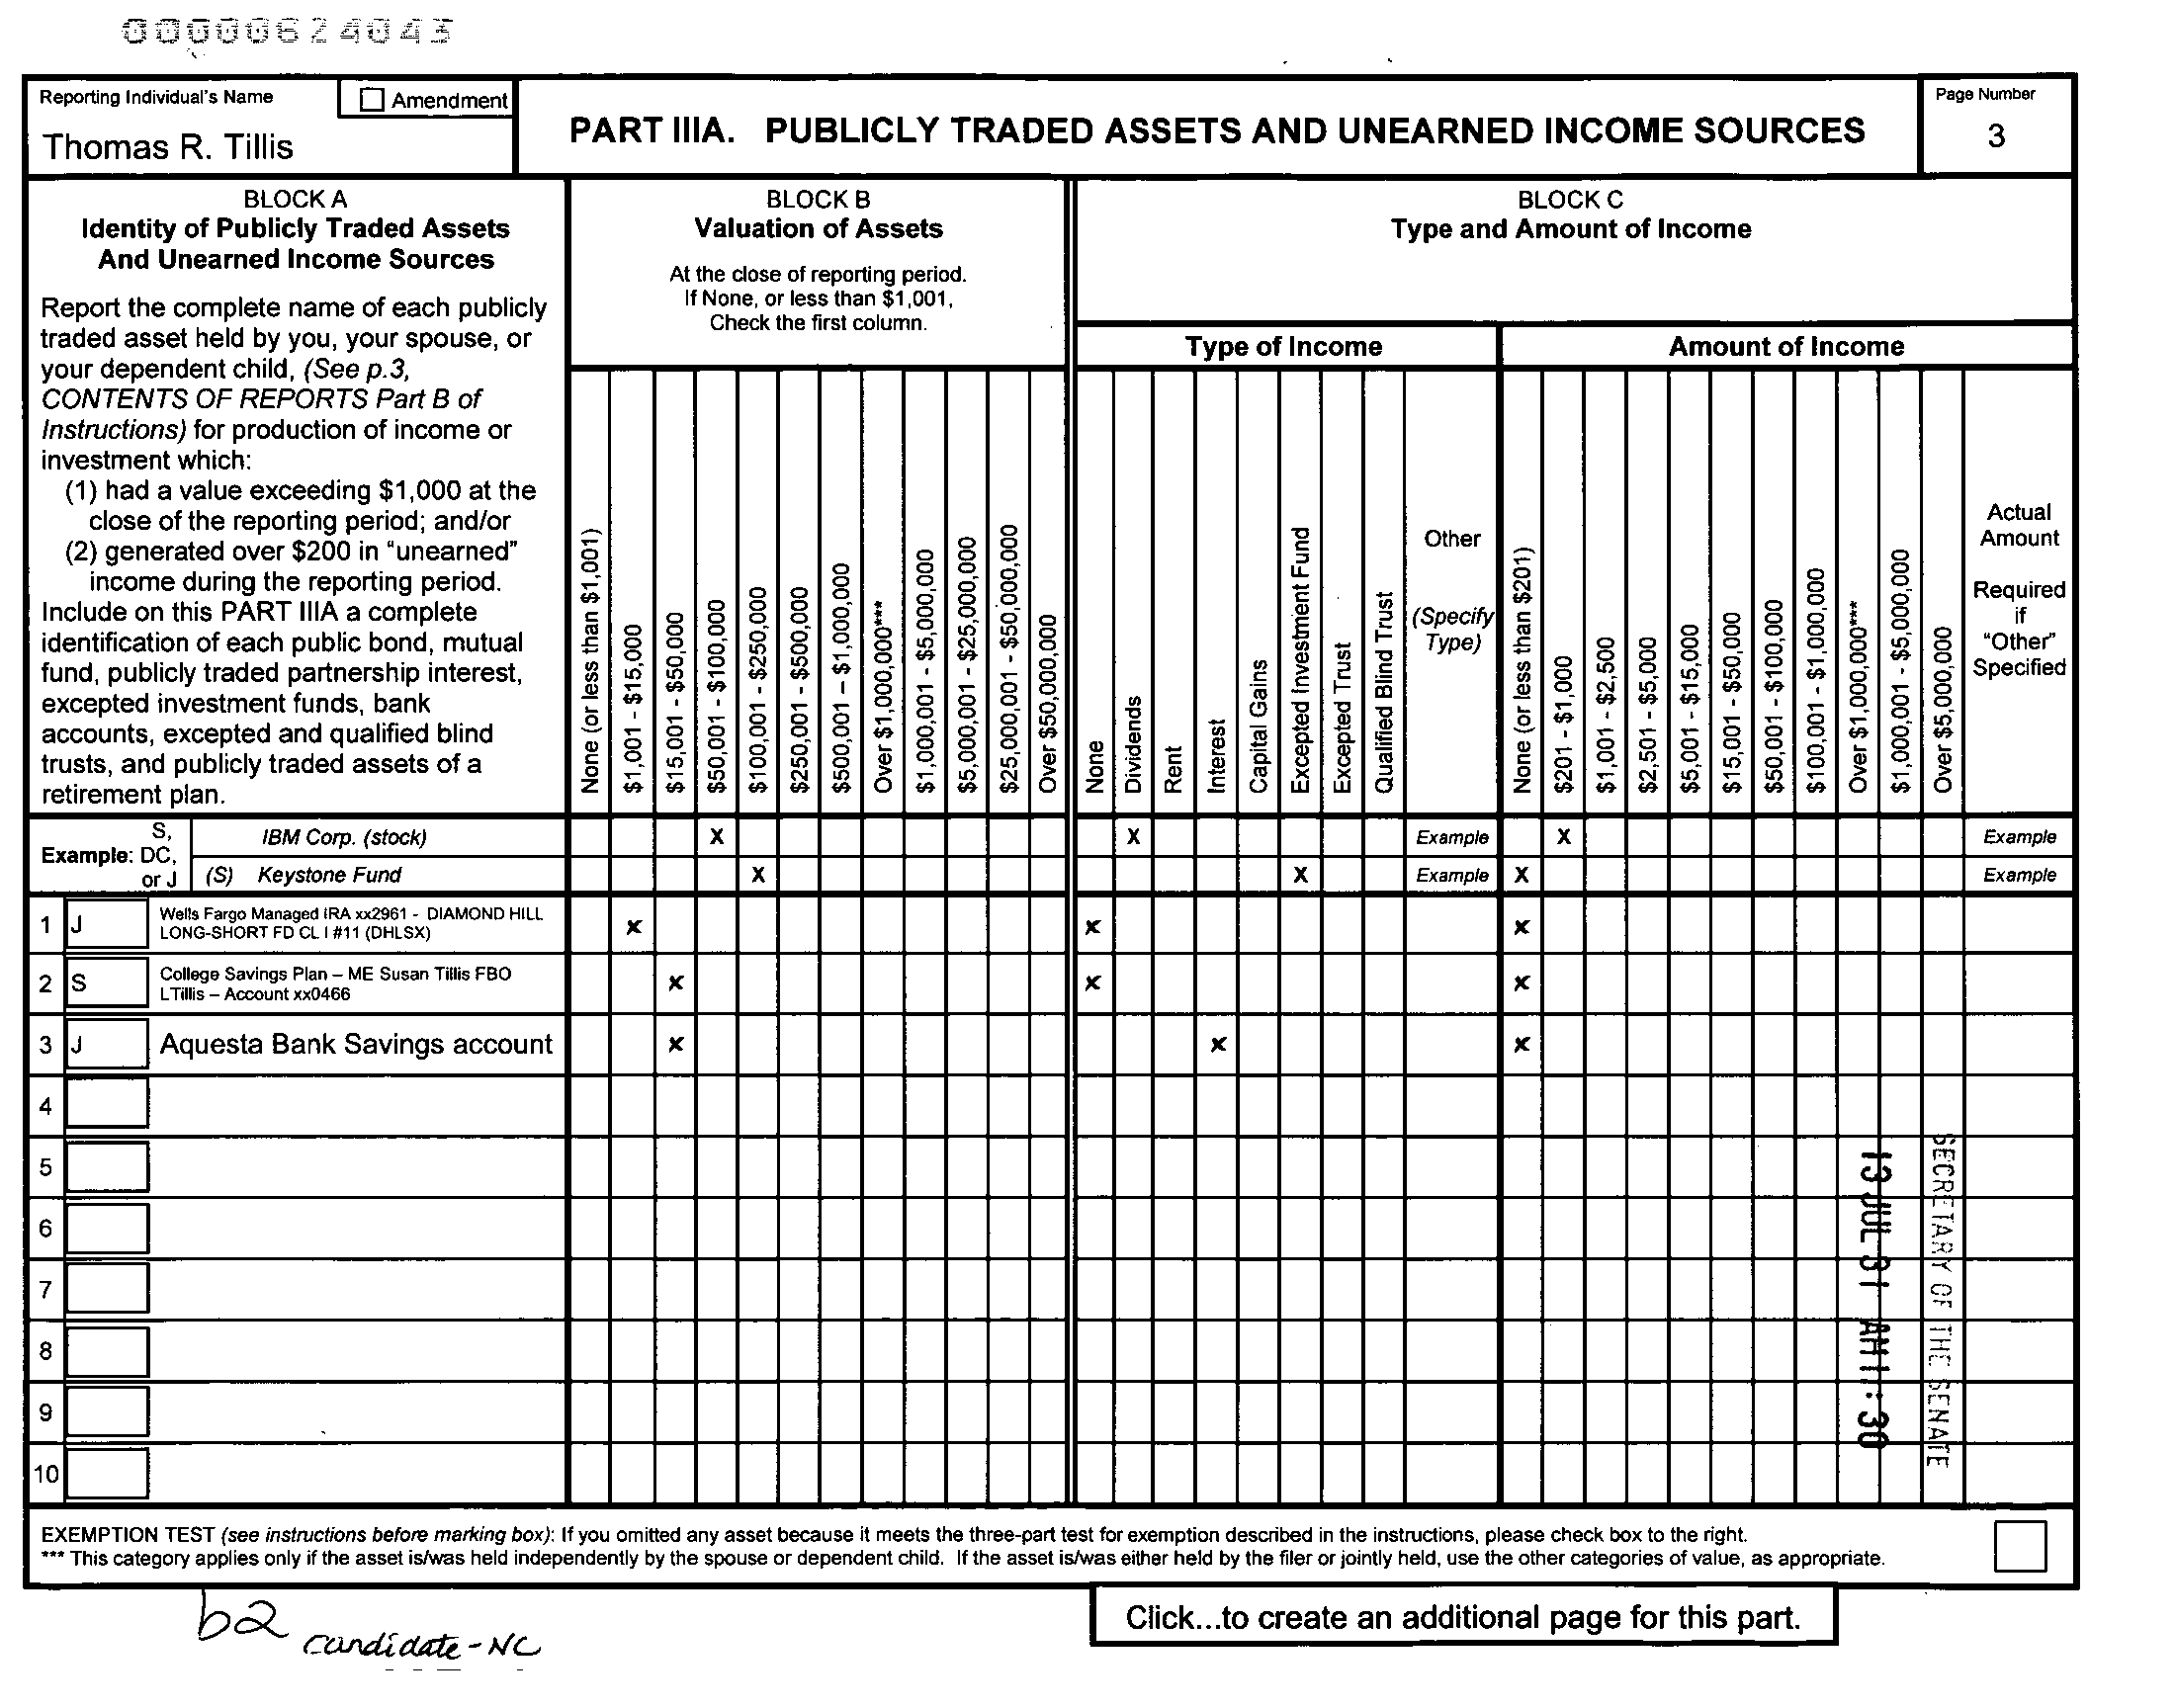 00000624043
Reporting Individual's Name
Amendment
Thomas R. Tillis
PART IIIA. PUBLICLY TRADED ASSETS AND UNEARNED INCOME SOURCES
Page Number
3
BLOCK A
Identity of Publicly Traded Assets
And Unearned Income Sources
Report the complete name of each publicly
traded asset held by you, your spouse, or
your dependent child, (See p.3,
CONTENTS OF REPORTS Part B of
Instructions) for production of income or
investment which:
(1) had a value exceeding $1,000 at the
close of the reporting period; and/or
(2) generated over $200 in "unearned"
income during the reporting period.
Include on this PART IIIA a complete
identification of each public bond, mutual
fund, publicly traded partnership interest,
excepted investment funds, bank
accounts, excepted and qualified blind
trusts, and publicly traded assets of a
retirement plan.
BLOCK B
Valuation of Assets
At the close of reporting period.
If None, or less than $1,001,
Check the first column.
None (or less than $1,001)
$1,001 - $15,000
$15,001 - $50,000
$50,001 - $100,000
$100,001 - $250,000
$250,001 - $500,000
$500,001 – $1,000,000
Over $1,000,000***
$1,000,001 - $5,000,000
$5,000,001 - $25,000,000
$25,000,001 - $50,000,000
Over $50,000,000
BLOCK C
Type and Amount of Income
Type of Income
None
Dividends
Rent
Interest
Capital Gains
Excepted Investment Fund
Excepted Trust
Qualified Blind Trust
Other
(Specify
Type)
Amount of Income
None (or less than $201)
$201 - $1,000
$1,001 - $2,500
$2,501 - $5,000
$5,001 - $15,000
$15,001 - $50,000
$50,001 - $100,000
$100,001 - $1,000,000
Over $1,000,000***
$1,000,001 - $5,000,000
Over $5,000,000
Actual
Amount
Required
if
"Other"
Specified
Example: S, DC, or J
IBM Corp. (stock) X X Example X Example
(S) Keystone Fund X X Example X Example
1 J Wells Fargo Managed IRA xx2961 - DIAMOND HILL
LONG-SHORT FD CL I #11 (DHLSX) x x x
2 S College Savings Plan – ME Susan Tillis FBO
LTillis – Account xx0466 x x x
3 J Aquesta Bank Savings account x x x
4
5
6
7
8
9
10
SECRETARY OF THE SENATE
13 JUL 31 AM 11:30
EXEMPTION TEST (see instructions before marking box): If you omitted any asset because it meets the three-part test for exemption described in the instructions, please check box to the right.
*** This category applies only if the asset is/was held independently by the spouse or dependent child. If the asset is/was either held by the filer or jointly held, use the other categories of value, as appropriate.
b2 candidate-NC
Click...to create an additional page for this part.